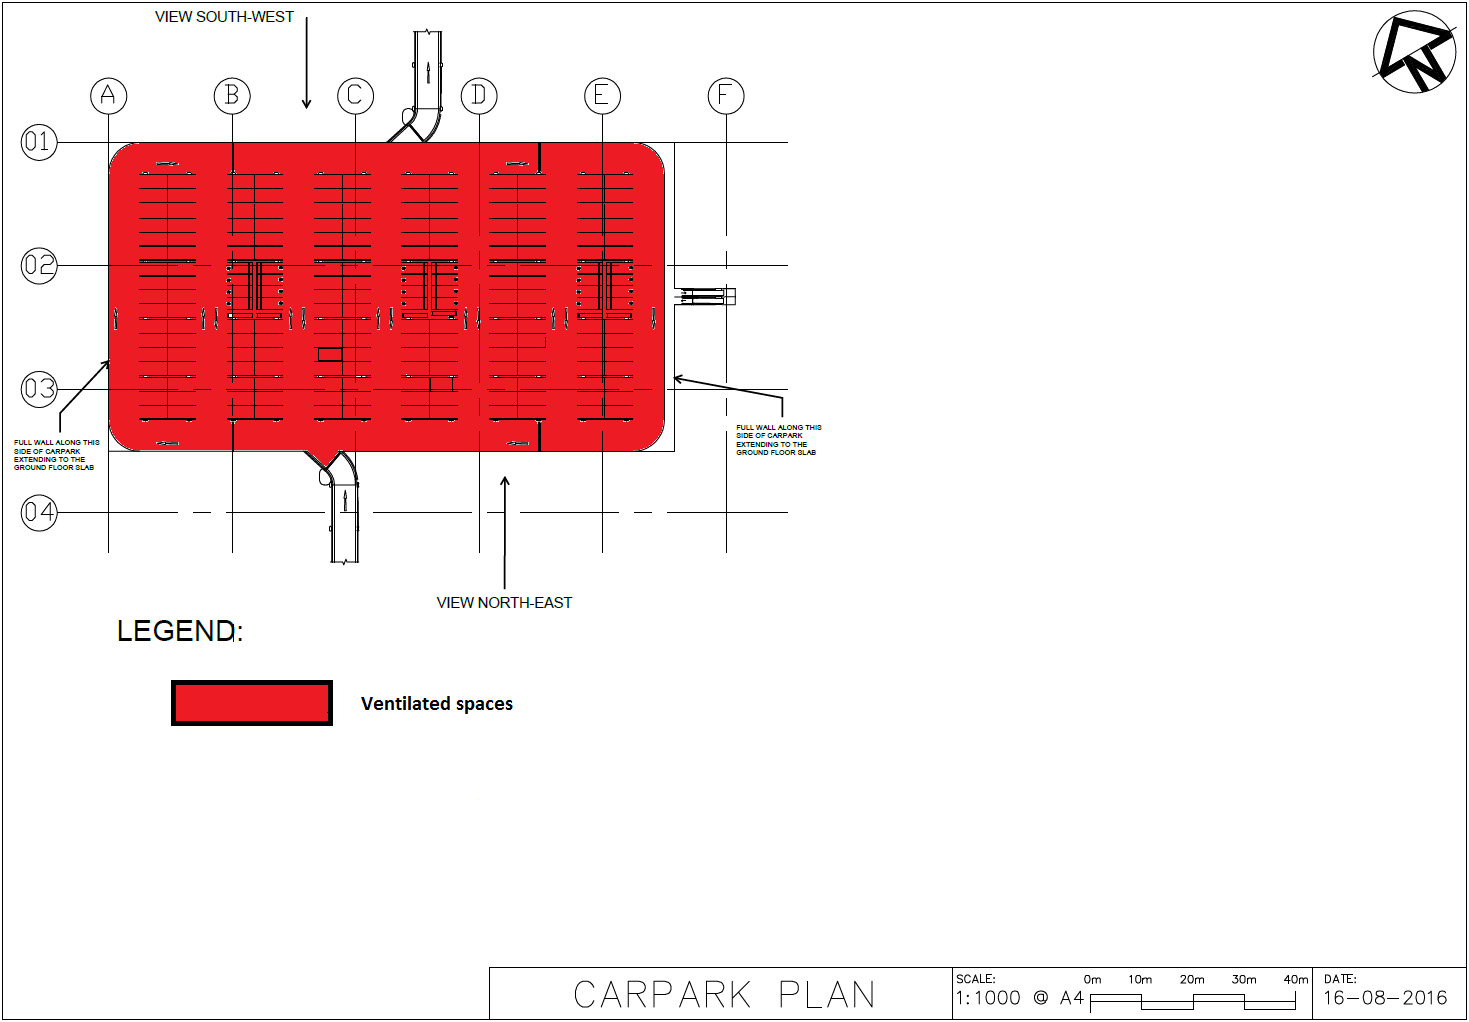 VIEW SOUTH-WEST
N
A
B
C
D
E
F
01
02
03
04
FULL WALL ALONG THIS
SIDE OF CARPARK
EXTENDING TO THE
GROUND FLOOR SLAB
FULL WALL ALONG THIS
SIDE OF CARPARK
EXTENDING TO THE
GROUND FLOOR SLAB
VIEW NORTH-EAST
LEGEND:
Ventilated spaces
CARPARK PLAN
SCALE:
1:1000 @ A4
0m 10m 20m 30m 40m
DATE:
16-08-2016